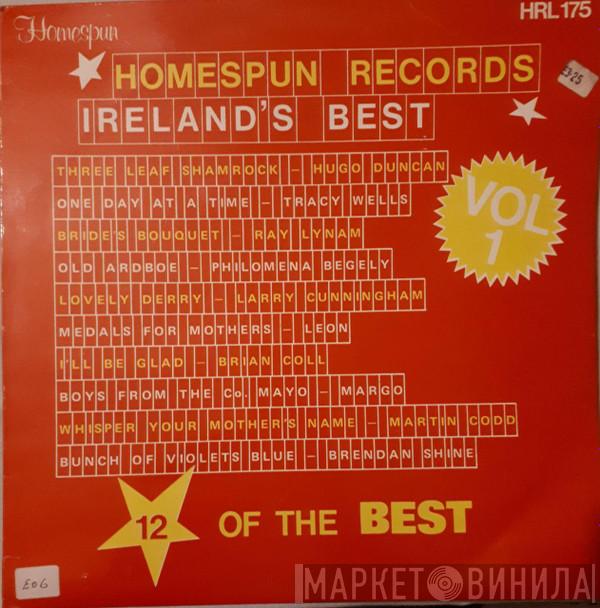 Homespun
HRL 175
£3·25
HOMESPUN RECORDS
IRELAND'S BEST
THREE LEAF SHAMROCK – HUGO DUNCAN
ONE DAY AT A TIME – TRACY WELLS
BRIDE'S BOUQUET – RAY LYNAM
OLD ARDBOE – PHILOMENA BEGELY
LOVELY DERRY – LARRY CUNNINGHAM
MEDALS FOR MOTHERS – LEON
I'LL BE GLAD – BRIAN COLL
BOYS FROM THE Co. MAYO – MARGO
WHISPER YOUR MOTHER'S NAME – MARTIN CODD
BUNCH OF VIOLETS BLUE – BRENDAN SHINE
VOL
1
12 OF THE BEST
E06
МАРКЕТ ВИНИЛА